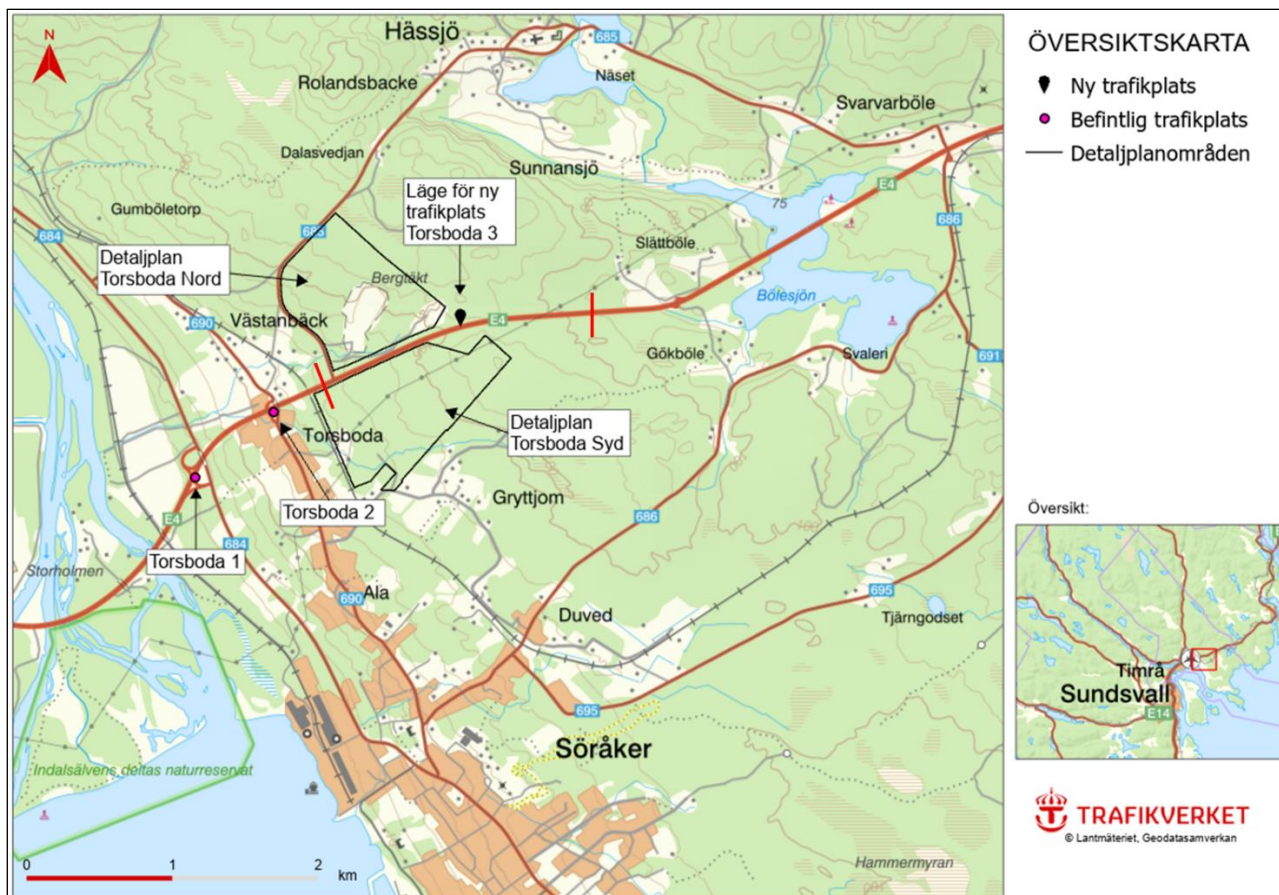 N
Hässjö
685
Rolandsbacke
Näset
Svarvarböle
Dalasvedjan
Sunnansjö
E4
Gumböletorp
Läge för ny
trafikplats
Torsboda 3
75
684
683
Detaljplan
Torsboda Nord
Slättböle
686
Bergtäkt
Bölesjön
690
Västanbäck
E4
Gökböle
Svaleri
691
Torsboda
Detaljplan
Torsboda Syd
Gryttjom
Torsboda 2
686
E4
684
Torsboda 1
Storholmen
Ala
690
Duved
695
Tjärngodset
695
Söråker
Indalsälvens deltas naturreservat
Hammermyran
0
1
2
km
ÖVERSIKTSKARTA
Ny trafikplats
Befintlig trafikplats
Detaljplanområden
Översikt:
Timrå
Sundsvall
E14
TRAFIKVERKET
© Lantmäteriet, Geodatasamverkan